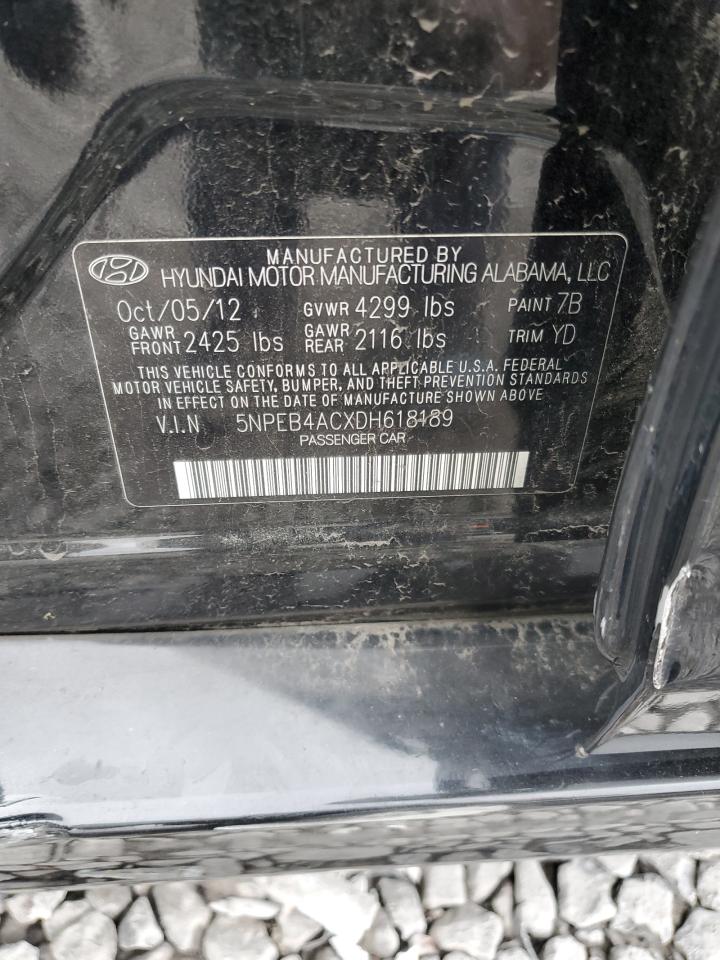 MANUFACTURED BY
HYUNDAI MOTOR MANUFACTURING ALABAMA, LLC
Oct/05/12 GVWR 4299 lbs PAINT 7B
GAWR FRONT 2425 lbs GAWR REAR 2116 lbs TRIM YD
THIS VEHICLE CONFORMS TO ALL APPLICABLE U.S.A. FEDERAL
MOTOR VEHICLE SAFETY, BUMPER, AND THEFT PREVENTION STANDARDS
IN EFFECT ON THE DATE OF MANUFACTURE SHOWN ABOVE
V.I.N 5NPEB4ACXDH618189
PASSENGER CAR